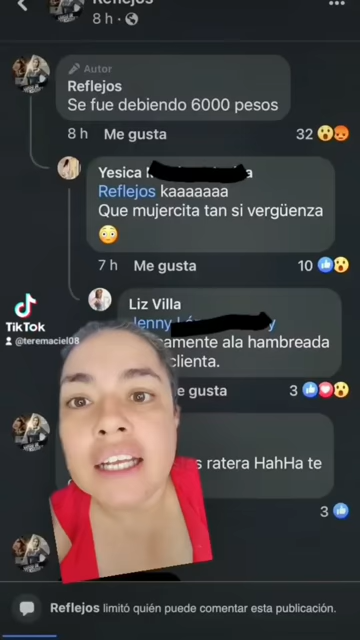 Reflejos
8 h
Autor
Reflejos
Se fue debiendo 6000 pesos
8 h Me gusta 32
Yesica
Reflejos kaaaaaaa
Que mujercita tan si vergüenza
7 h Me gusta 10
Liz Villa
Jenny
amente ala hambreada
clienta.
e gusta 3
ratera HahHa te
3
TikTok
@teremaciel08
Reflejos limitó quién puede comentar esta publicación.